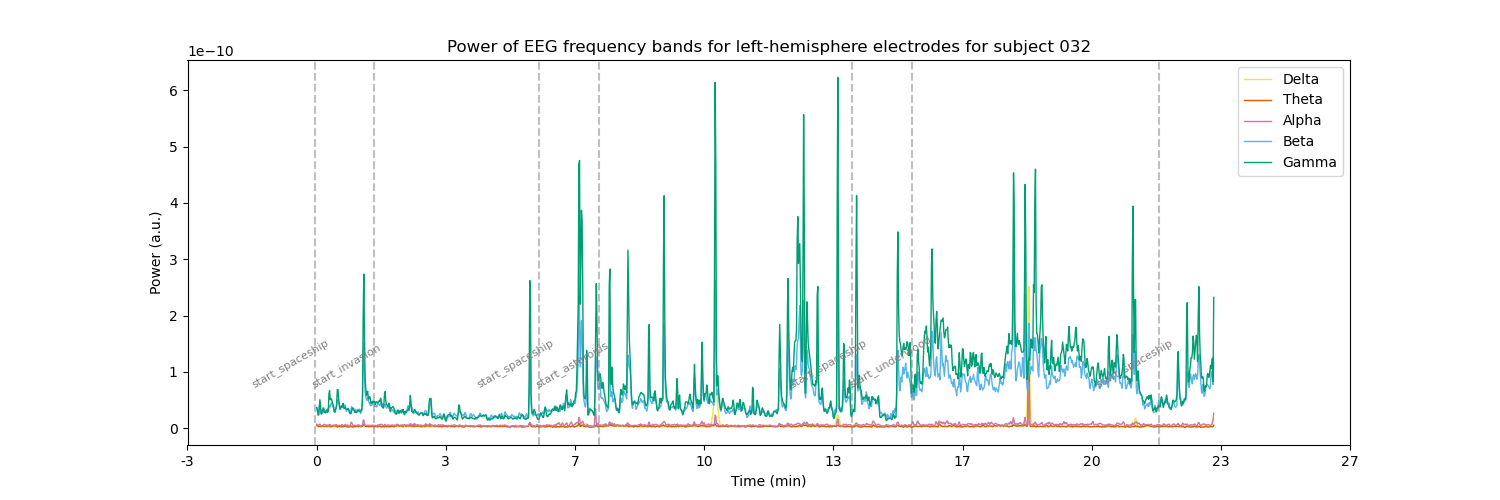 Power of EEG frequency bands for left-hemisphere electrodes for subject 032
1e−10
Delta
Theta
Alpha
Beta
Gamma
6
5
4
3
2
1
0
Power (a.u.)
start_spaceship
start_invasion
start_spaceship
start_asteroids
start_spaceship
start_spaceship
-3
0
3
7
10
13
17
20
23
27
Time (min)